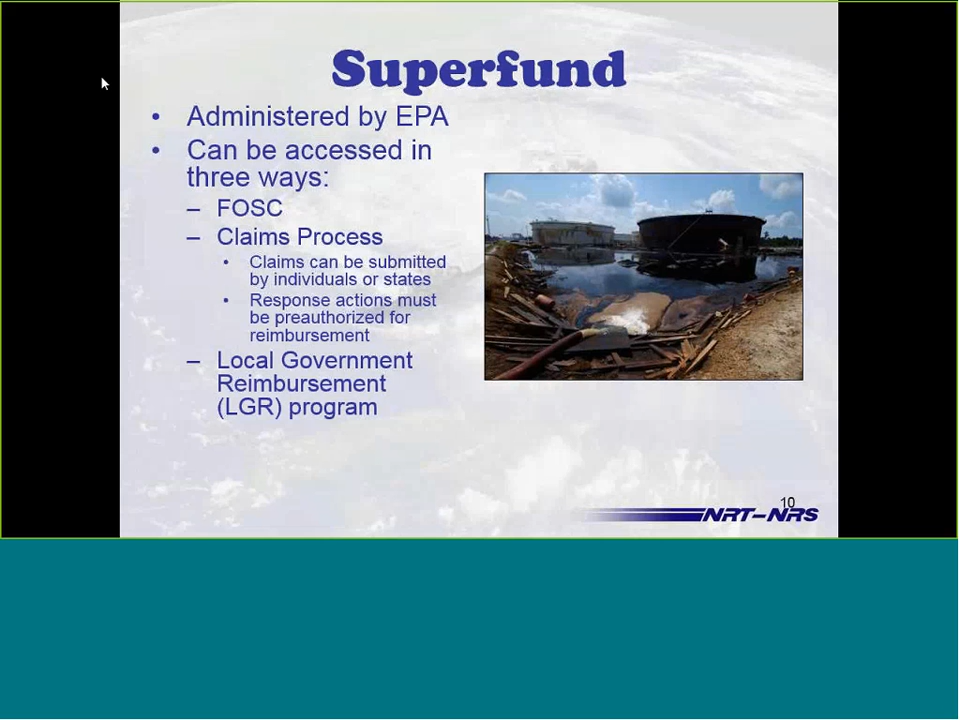 Superfund
• Administered by EPA
• Can be accessed in
three ways:
– FOSC
– Claims Process
• Claims can be submitted
by individuals or states
• Response actions must
be preauthorized for
reimbursement
– Local Government
Reimbursement
(LGR) program
10
NRT–NRS